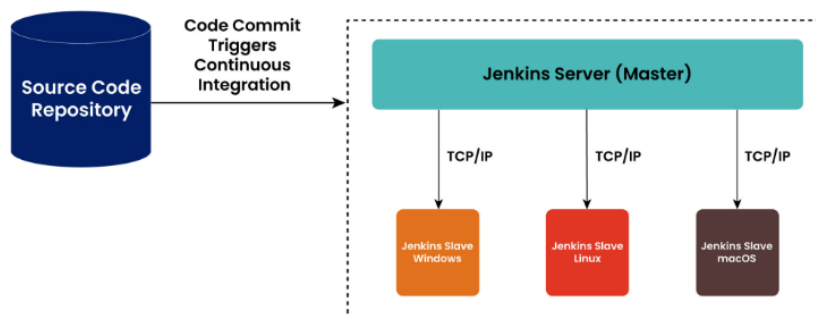 Code Commit
Triggers
Continuous
Integration
Source Code
Repository
Jenkins Server (Master)
TCP/IP
TCP/IP
TCP/IP
Jenkins Slave
Windows
Jenkins Slave
Linux
Jenkins Slave
macOS